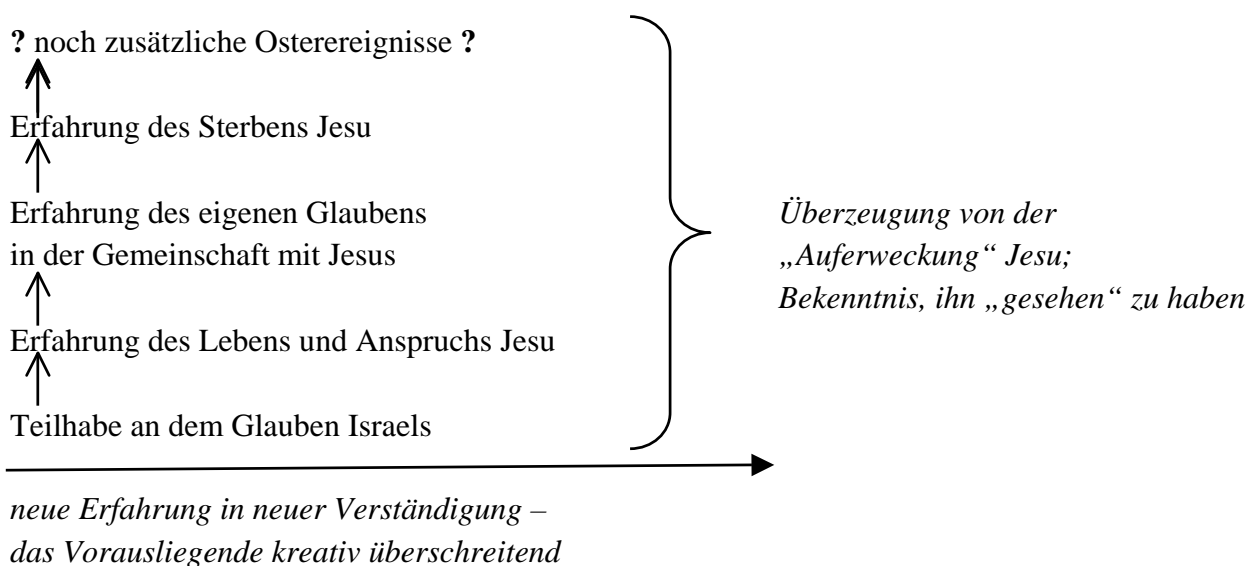 ? noch zusätzliche Osterereignisse ?
Erfahrung des Sterbens Jesu
Erfahrung des eigenen Glaubens
in der Gemeinschaft mit Jesus
Erfahrung des Lebens und Anspruchs Jesu
Teilhabe an dem Glauben Israels
Überzeugung von der
„Auferweckung“ Jesu;
Bekenntnis, ihn „gesehen“ zu haben
neue Erfahrung in neuer Verständigung –
das Vorausliegende kreativ überschreitend